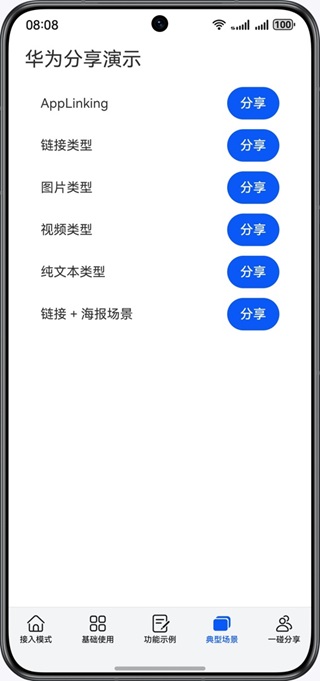 08:08
100
华为分享演示
AppLinking 分享
链接类型 分享
图片类型 分享
视频类型 分享
纯文本类型 分享
链接 + 海报场景 分享
接入模式 基础使用 功能示例 典型场景 一碰分享